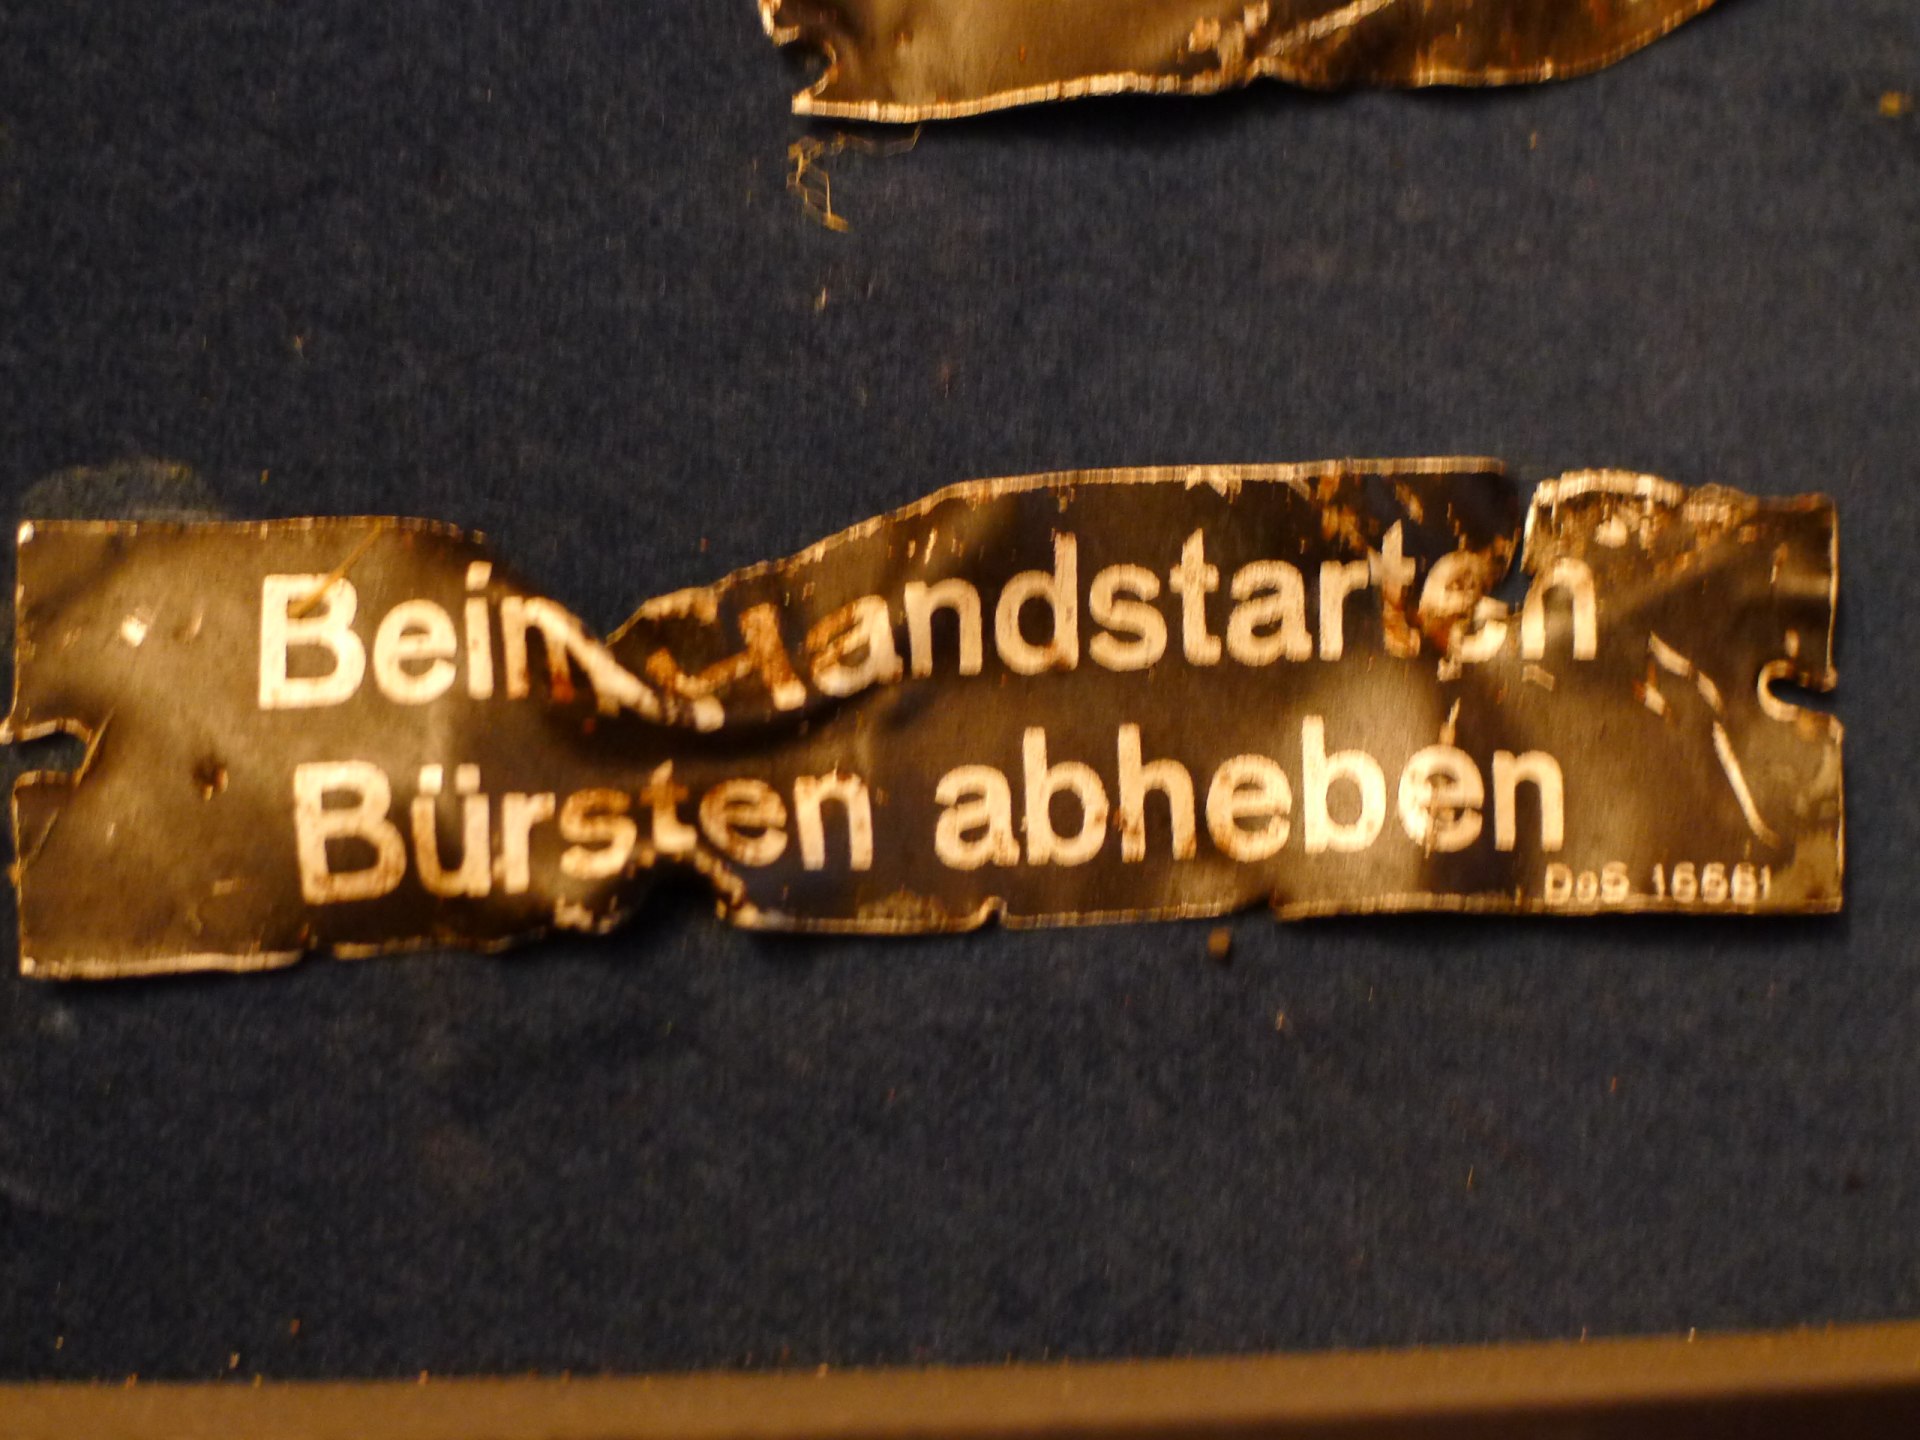 Beim Handstarten
Bürsten abheben